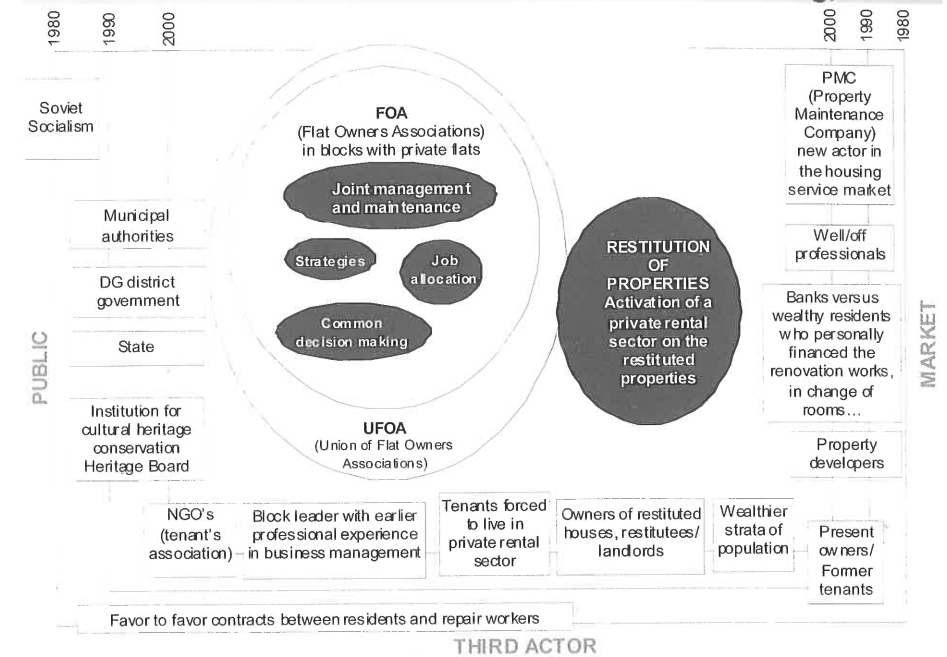 1980
1990
2000
2000
1990
1980
Soviet
Socialism
FOA
(Flat Owners Associations)
in blocks with private flats
Joint management
and maintenance
Strategies
Job
allocation
Common
decision making
UFOA
(Union of Flat Owners
Associations)
RESTITUTION
OF
PROPERTIES
Activation of a
private rental
sector on the
restituted
properties
PMC
(Property
Maintenance
Company)
new actor in
the housing
service market
Municipal
authorities
DG district
government
State
Institution for
cultural heritage
conservation
Heritage Board
PUBLIC
Well/off
professionals
Banks versus
wealthy residents
who personally
financed the
renovation works,
in change of
rooms...
Property
developers
MARKET
NGO's
(tenant's
association)
Block leader with earlier
professional experience
in business management
Tenants forced
to live in
private rental
sector
Owners of restituted
houses, restitutees/
landlords
Wealthier
strata of
population
Present
owners/
Former
tenants
Favor to favor contracts between residents and repair workers
THIRD ACTOR